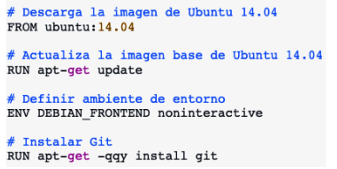 # Descarga la imagen de Ubuntu 14.04
FROM ubuntu:14.04
# Actualiza la imagen base de Ubuntu 14.04
RUN apt-get update
# Definir ambiente de entorno
ENV DEBIAN_FRONTEND noninteractive
# Instalar Git
RUN apt-get -qqy install git